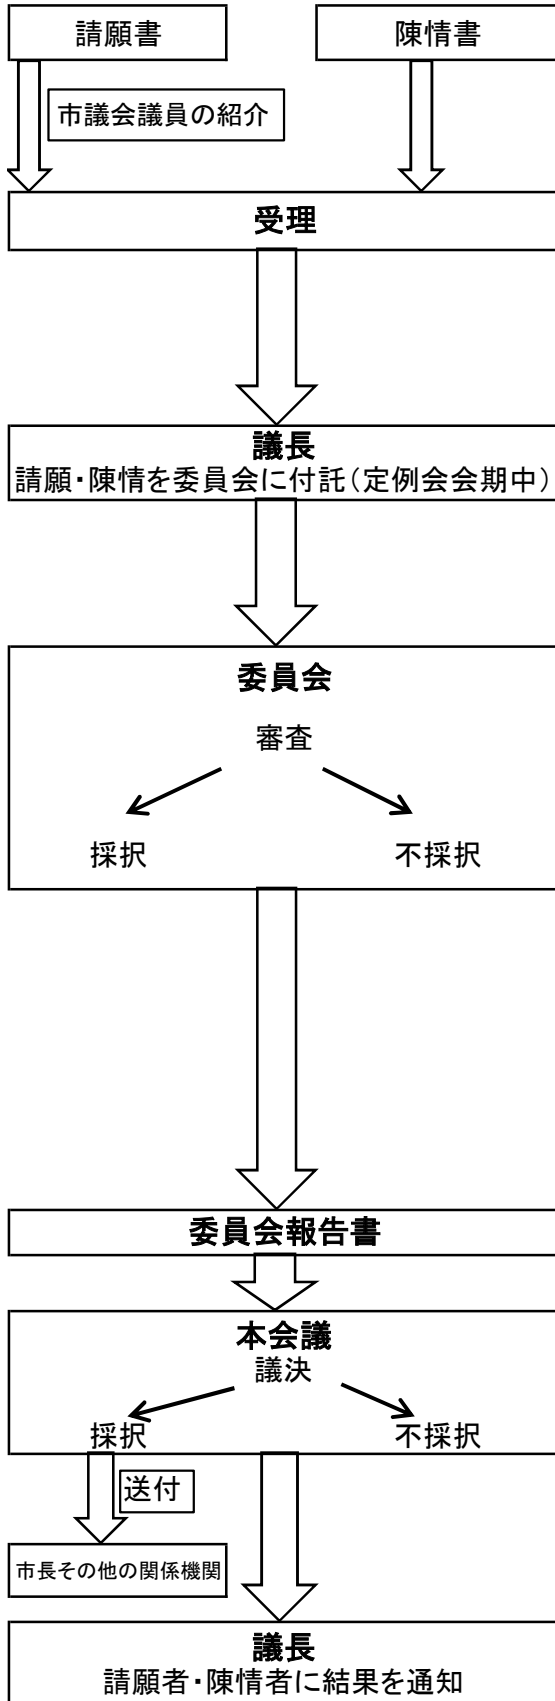 請願書
陳情書
市議会議員の紹介
受理
議長
請願・陳情を委員会に付託(定例会会期中)
委員会
審査
採択
不採択
委員会報告書
本会議
議決
採択
不採択
送付
市長その他の関係機関
議長
請願者・陳情者に結果を通知